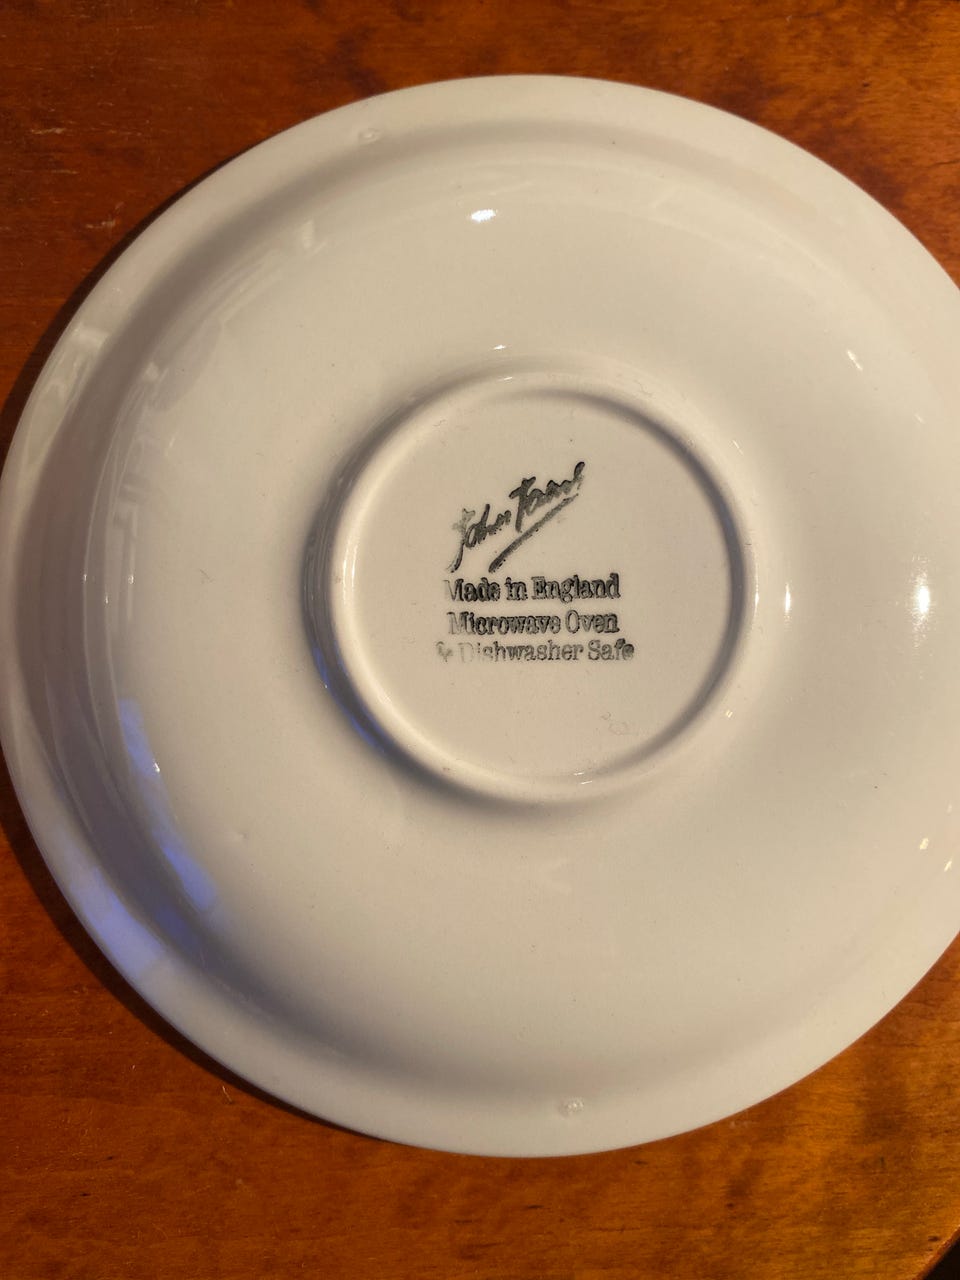 John Tams
Made in England
Microwave Oven
& Dishwasher Safe